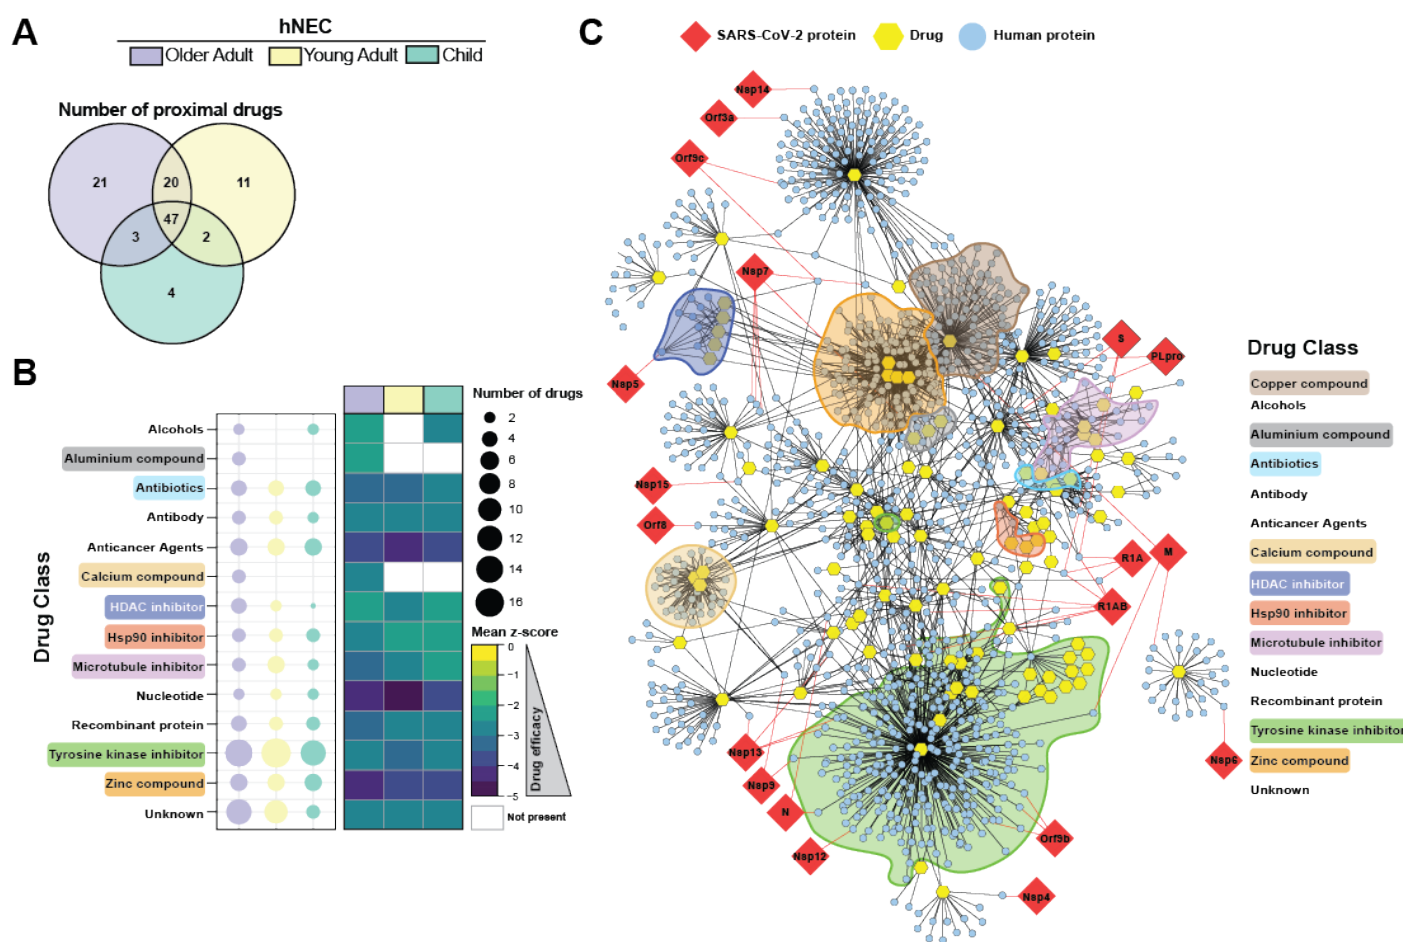 A
hNEC
Older Adult
Young Adult
Child
Number of proximal drugs
21
20
11
47
3
2
4
B
Drug Class
Alcohols
Aluminium compound
Antibiotics
Antibody
Anticancer Agents
Calcium compound
HDAC inhibitor
Hsp90 inhibitor
Microtubule inhibitor
Nucleotide
Recombinant protein
Tyrosine kinase inhibitor
Zinc compound
Unknown
Number of drugs
2
4
6
8
10
12
14
16
Mean z-score
0
−1
−2
−3
−4
−5
Drug efficacy
Not present
C
SARS-CoV-2 protein
Drug
Human protein
Nsp14
Orf3a
Orf9c
Nsp7
Nsp5
S
PLpro
Nsp15
Orf8
R1A
M
R1AB
Nsp13
Nsp9
N
Nsp12
Orf9b
Nsp4
Nsp6
Drug Class
Copper compound
Alcohols
Aluminium compound
Antibiotics
Antibody
Anticancer Agents
Calcium compound
HDAC inhibitor
Hsp90 inhibitor
Microtubule inhibitor
Nucleotide
Recombinant protein
Tyrosine kinase inhibitor
Zinc compound
Unknown